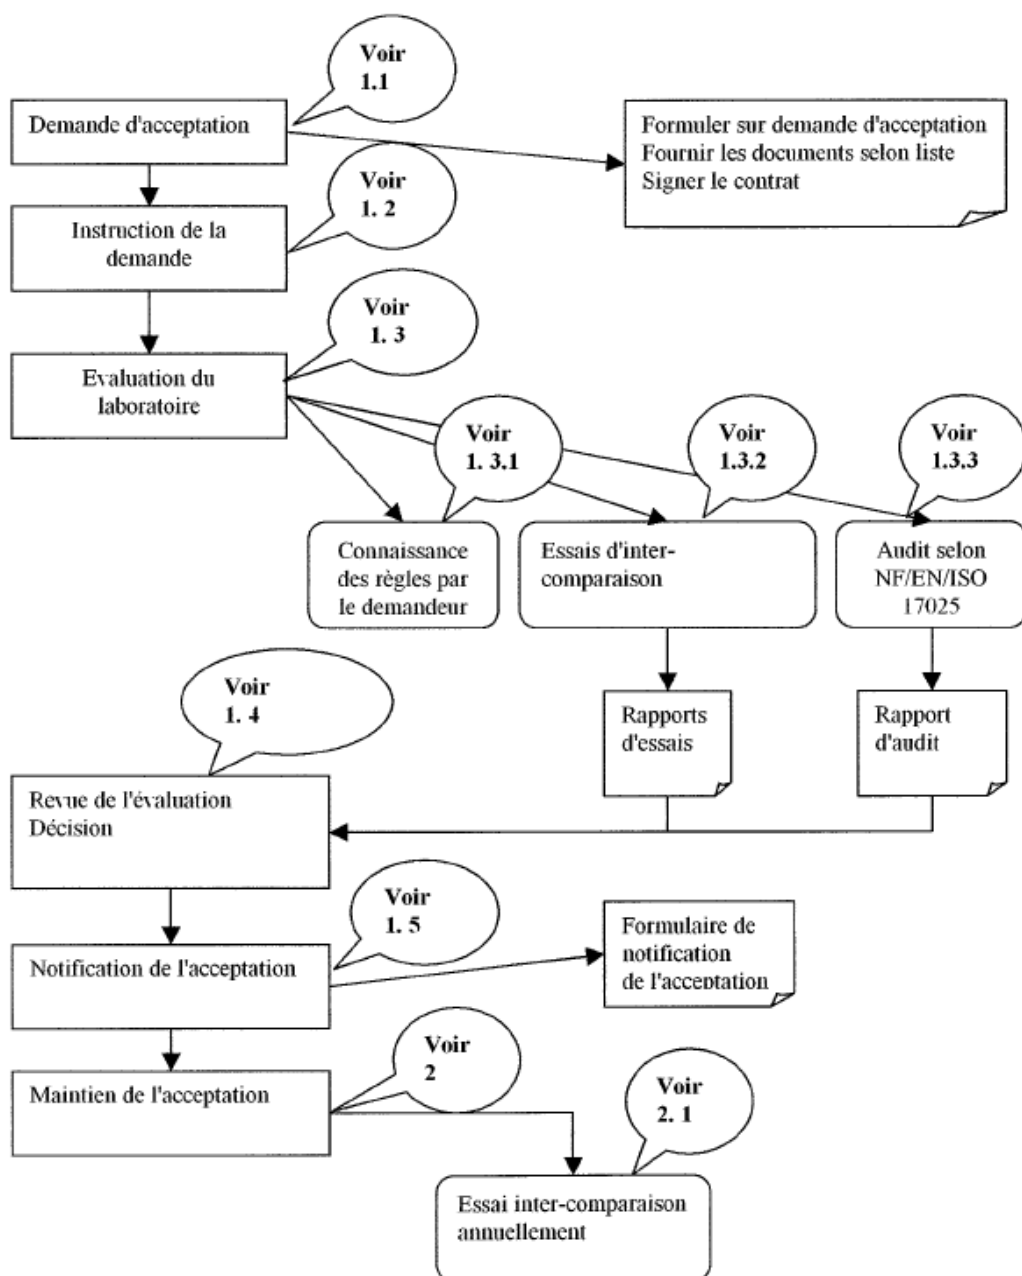 Voir
1.1
Demande d'acceptation
Formuler sur demande d'acceptation
Fournir les documents selon liste
Signer le contrat
Voir
1. 2
Instruction de la
demande
Voir
1. 3
Evaluation du
laboratoire
Voir
1. 3.1
Voir
1.3.2
Voir
1.3.3
Connaissance
des règles par
le demandeur
Essais d'inter-
comparaison
Audit selon
NF/EN/ISO
17025
Voir
1. 4
Rapports
d'essais
Rapport
d'audit
Revue de l'évaluation
Décision
Voir
1. 5
Notification de l'acceptation
Formulaire de
notification
de l'acceptation
Voir
2
Maintien de l'acceptation
Voir
2. 1
Essai inter-comparaison
annuellement